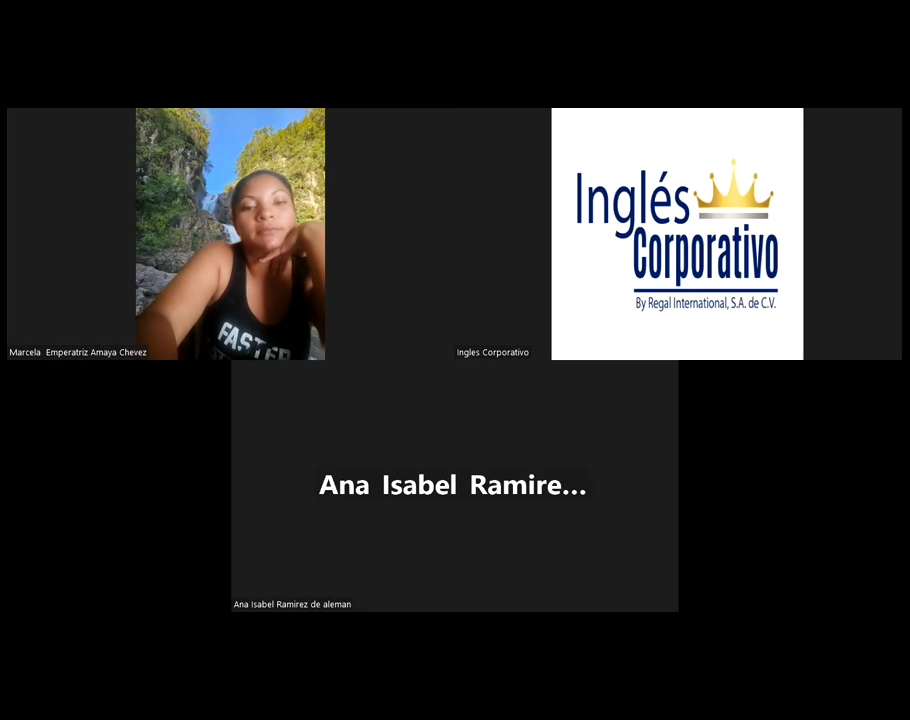 FASTER
Marcela Emperatriz Amaya Chevez
Inglés
Corporativo
By Regal International, S.A. de C.V.
Ingles Corporativo
Ana Isabel Ramire...
Ana Isabel Ramirez de aleman